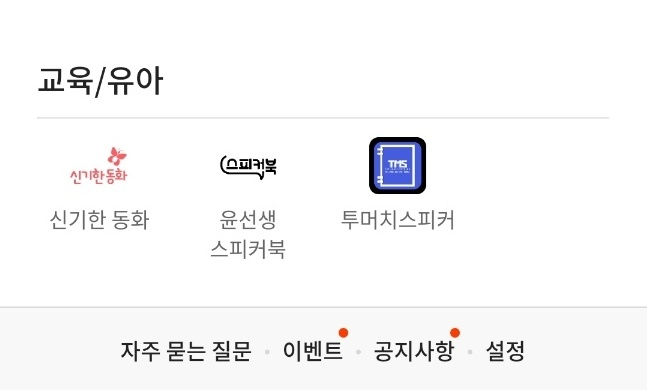 교육/유아
신기한동화
스피커북
TMS
신기한 동화
윤선생
스피커북
투머치스피커
자주 묻는 질문 • 이벤트 • 공지사항 • 설정